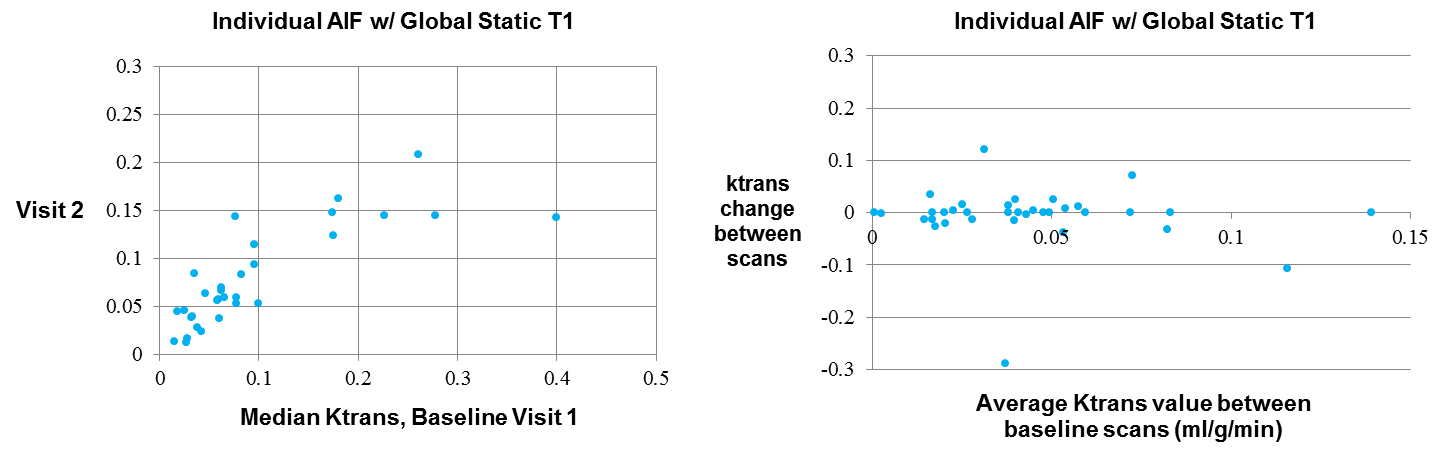 Individual AIF w/ Global Static T1
0.3
0.25
0.2
Visit 2
0.15
0.1
0.05
0
0 0.1 0.2 0.3 0.4 0.5
Median Ktrans, Baseline Visit 1
Individual AIF w/ Global Static T1
0.3
0.2
0.1
0
-0.1
-0.2
-0.3
ktrans
change
between
scans
0 0.05 0.1 0.15
Average Ktrans value between
baseline scans (ml/g/min)